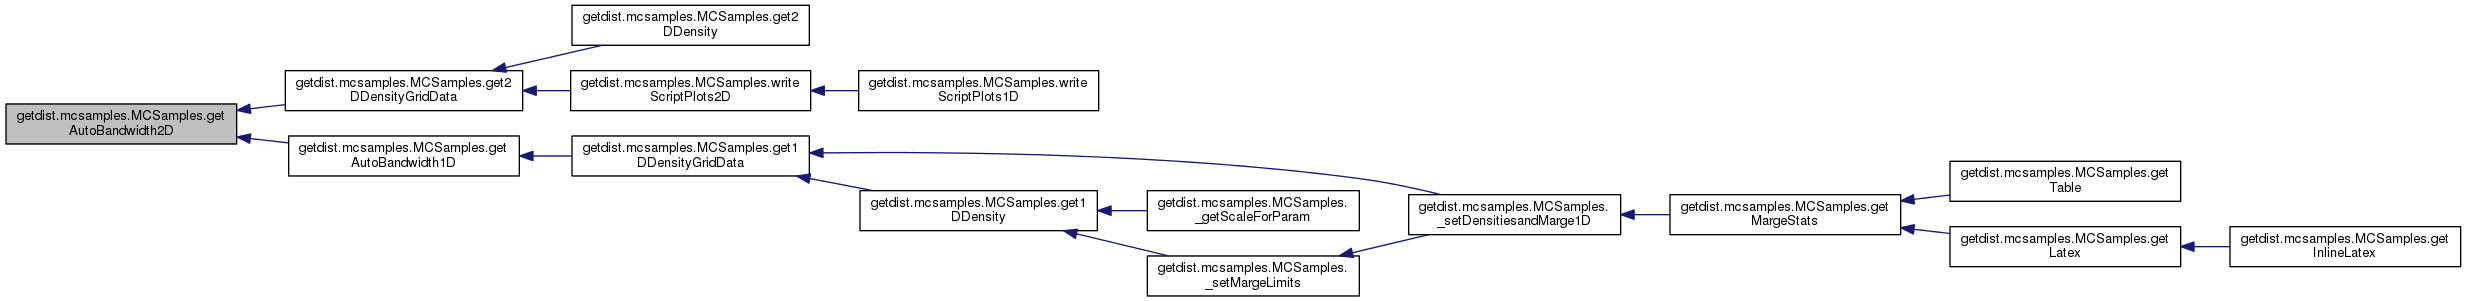 getdist.mcsamples.MCSamples.get
AutoBandwidth2D
getdist.mcsamples.MCSamples.get2
DDensityGridData
getdist.mcsamples.MCSamples.get2
DDensity
getdist.mcsamples.MCSamples.write
ScriptPlots2D
getdist.mcsamples.MCSamples.write
ScriptPlots1D
getdist.mcsamples.MCSamples.get
AutoBandwidth1D
getdist.mcsamples.MCSamples.get1
DDensityGridData
getdist.mcsamples.MCSamples.get1
DDensity
getdist.mcsamples.MCSamples.
_getScaleForParam
getdist.mcsamples.MCSamples.
_setMargeLimits
getdist.mcsamples.MCSamples.
_setDensitiesandMarge1D
getdist.mcsamples.MCSamples.get
MargeStats
getdist.mcsamples.MCSamples.get
Table
getdist.mcsamples.MCSamples.get
Latex
getdist.mcsamples.MCSamples.get
InlineLatex